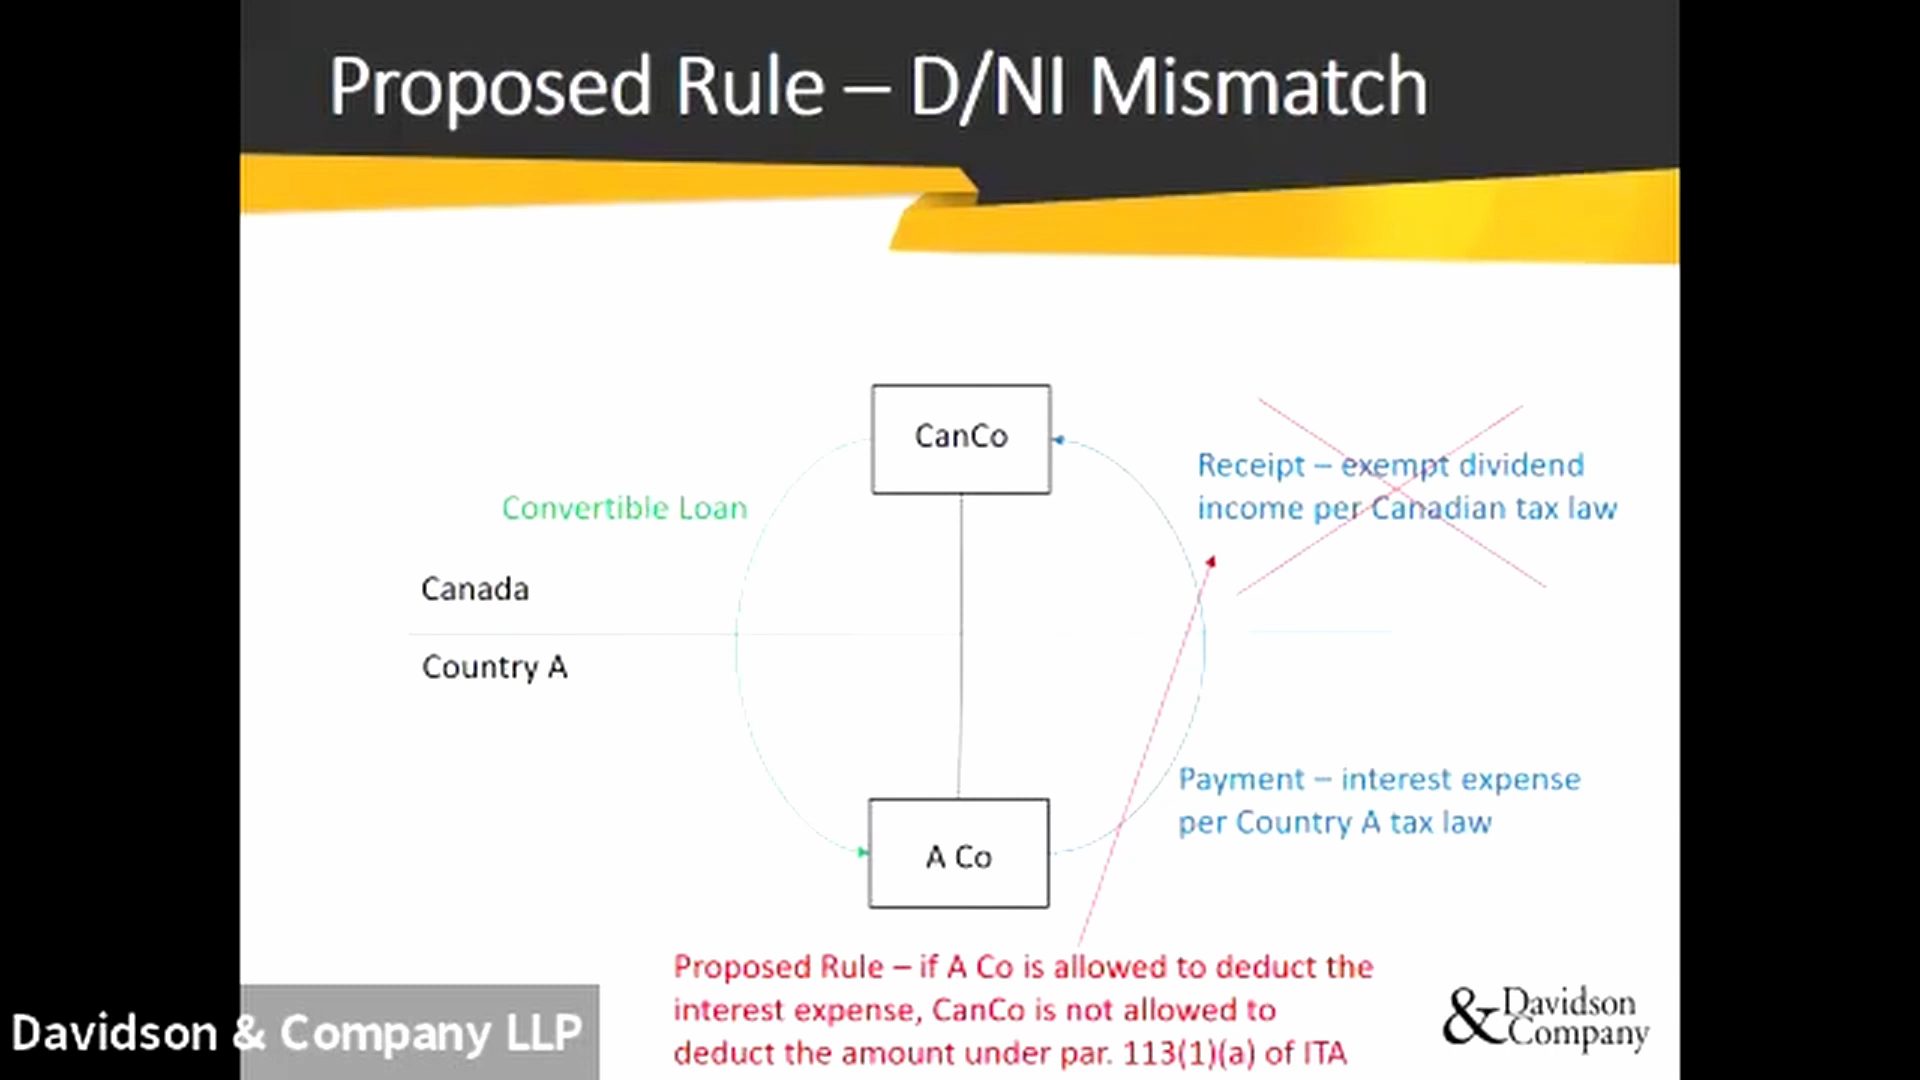 Proposed Rule – D/NI Mismatch
CanCo
Receipt – exempt dividend
income per Canadian tax law
Convertible Loan
Canada
Country A
Payment – interest expense
per Country A tax law
A Co
Proposed Rule – if A Co is allowed to deduct the
interest expense, CanCo is not allowed to
deduct the amount under par. 113(1)(a) of ITA
& Davidson
Company
Davidson & Company LLP